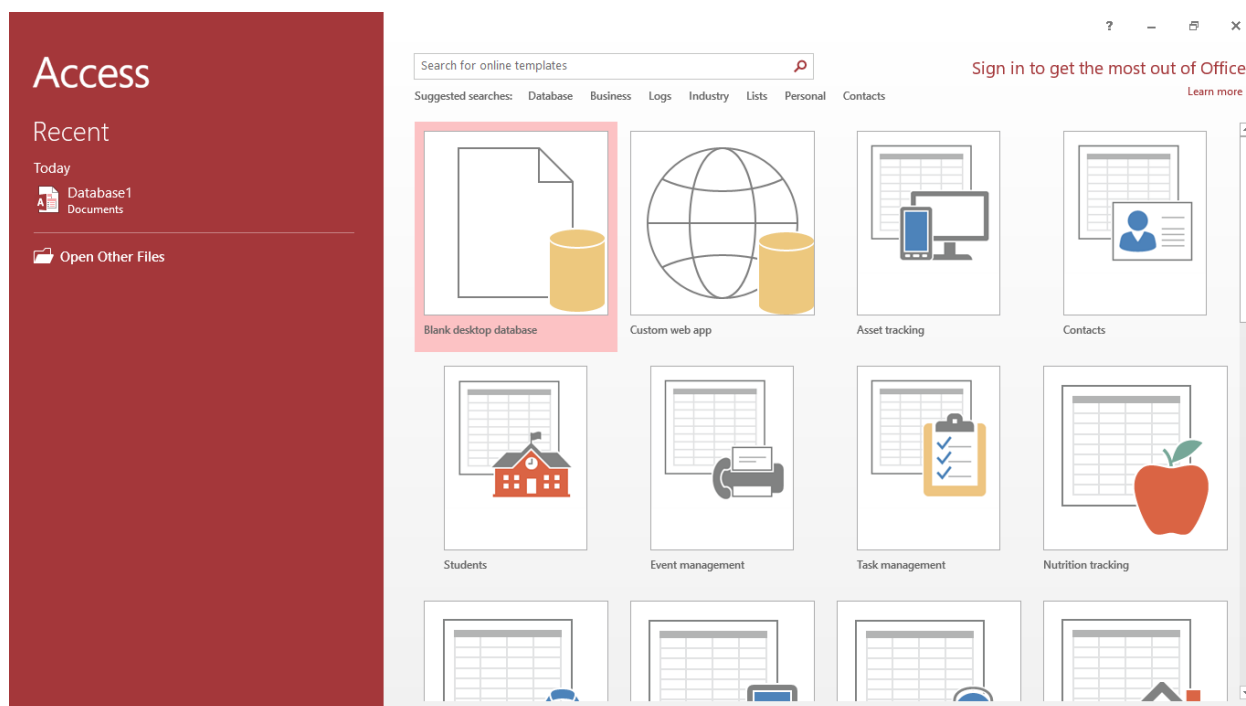 Access
Recent
Today
Database1
Documents
Open Other Files
?
Search for online templates
Sign in to get the most out of Office
Learn more
Suggested searches: Database Business Logs Industry Lists Personal Contacts
Blank desktop database Custom web app Asset tracking Contacts
Students Event management Task management Nutrition tracking